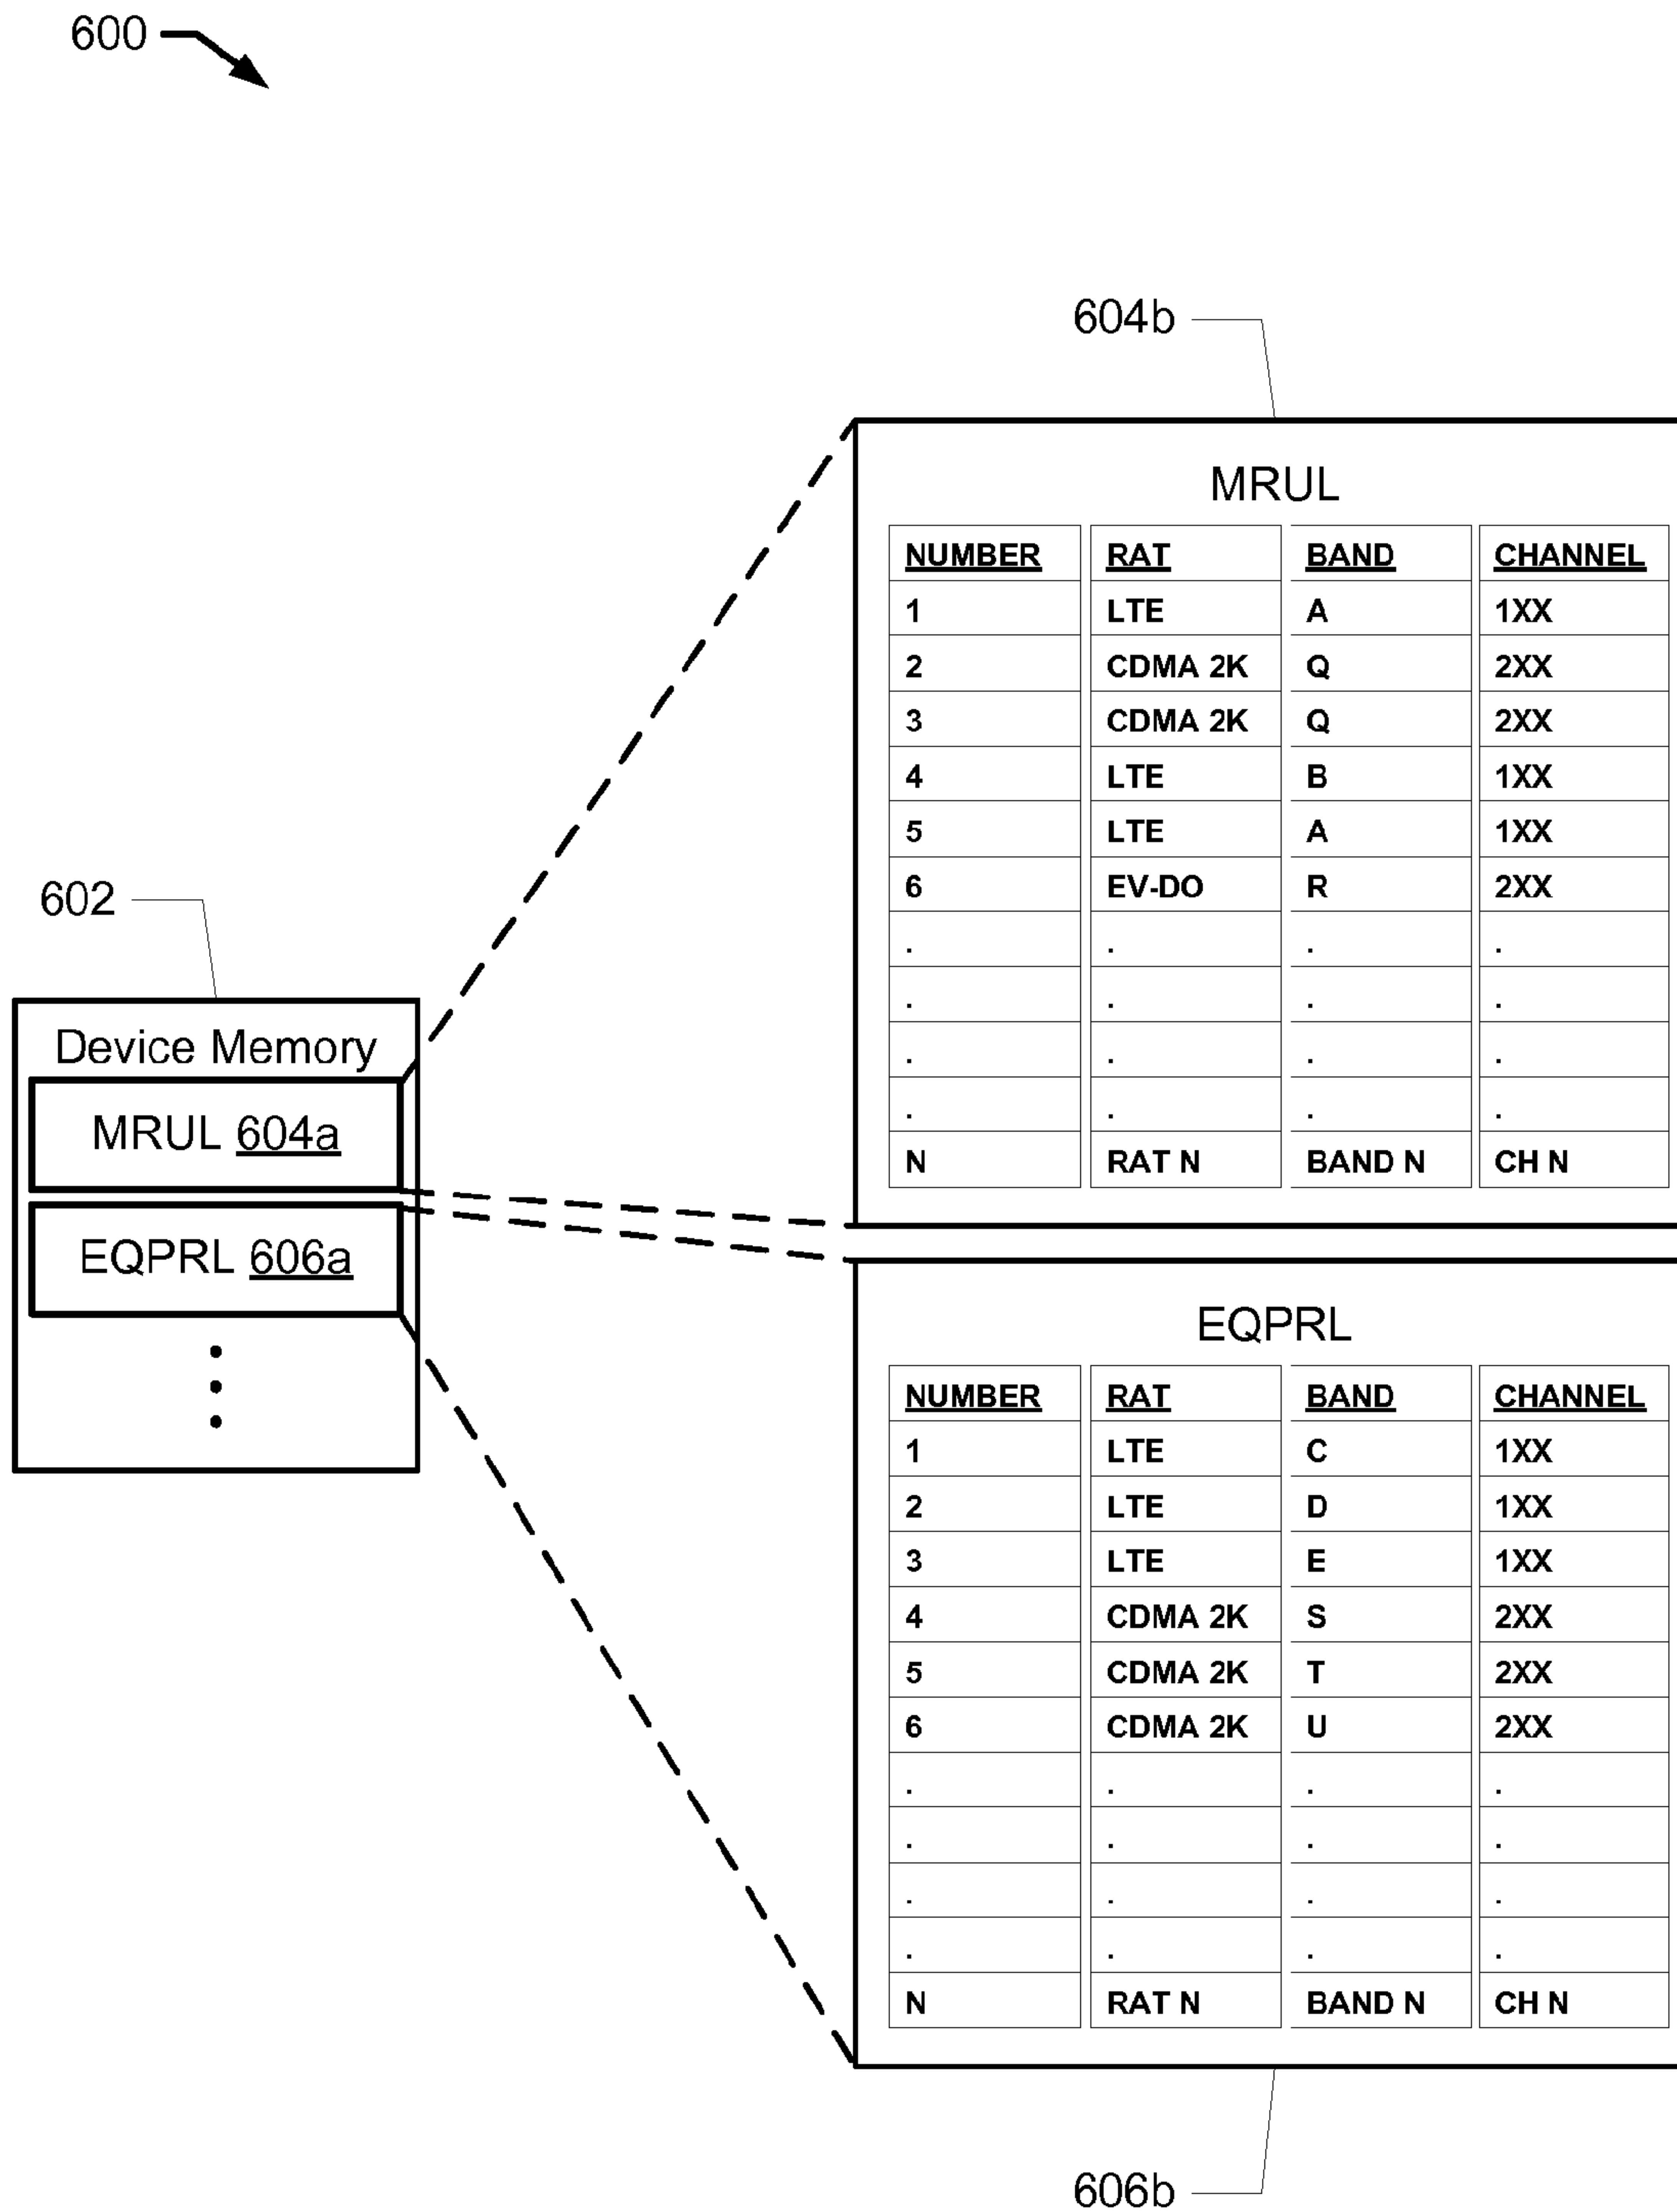 600
604b
MRUL
NUMBER RAT BAND CHANNEL
1 LTE A 1XX
2 CDMA 2K Q 2XX
3 CDMA 2K Q 2XX
4 LTE B 1XX
5 LTE A 1XX
6 EV-DO R 2XX
. . . .
. . . .
. . . .
. . . .
N RAT N BAND N CH N
602
Device Memory
MRUL 604a
EQPRL 606a
EQPRL
NUMBER RAT BAND CHANNEL
1 LTE C 1XX
2 LTE D 1XX
3 LTE E 1XX
4 CDMA 2K S 2XX
5 CDMA 2K T 2XX
6 CDMA 2K U 2XX
. . . .
. . . .
. . . .
. . . .
N RAT N BAND N CH N
606b